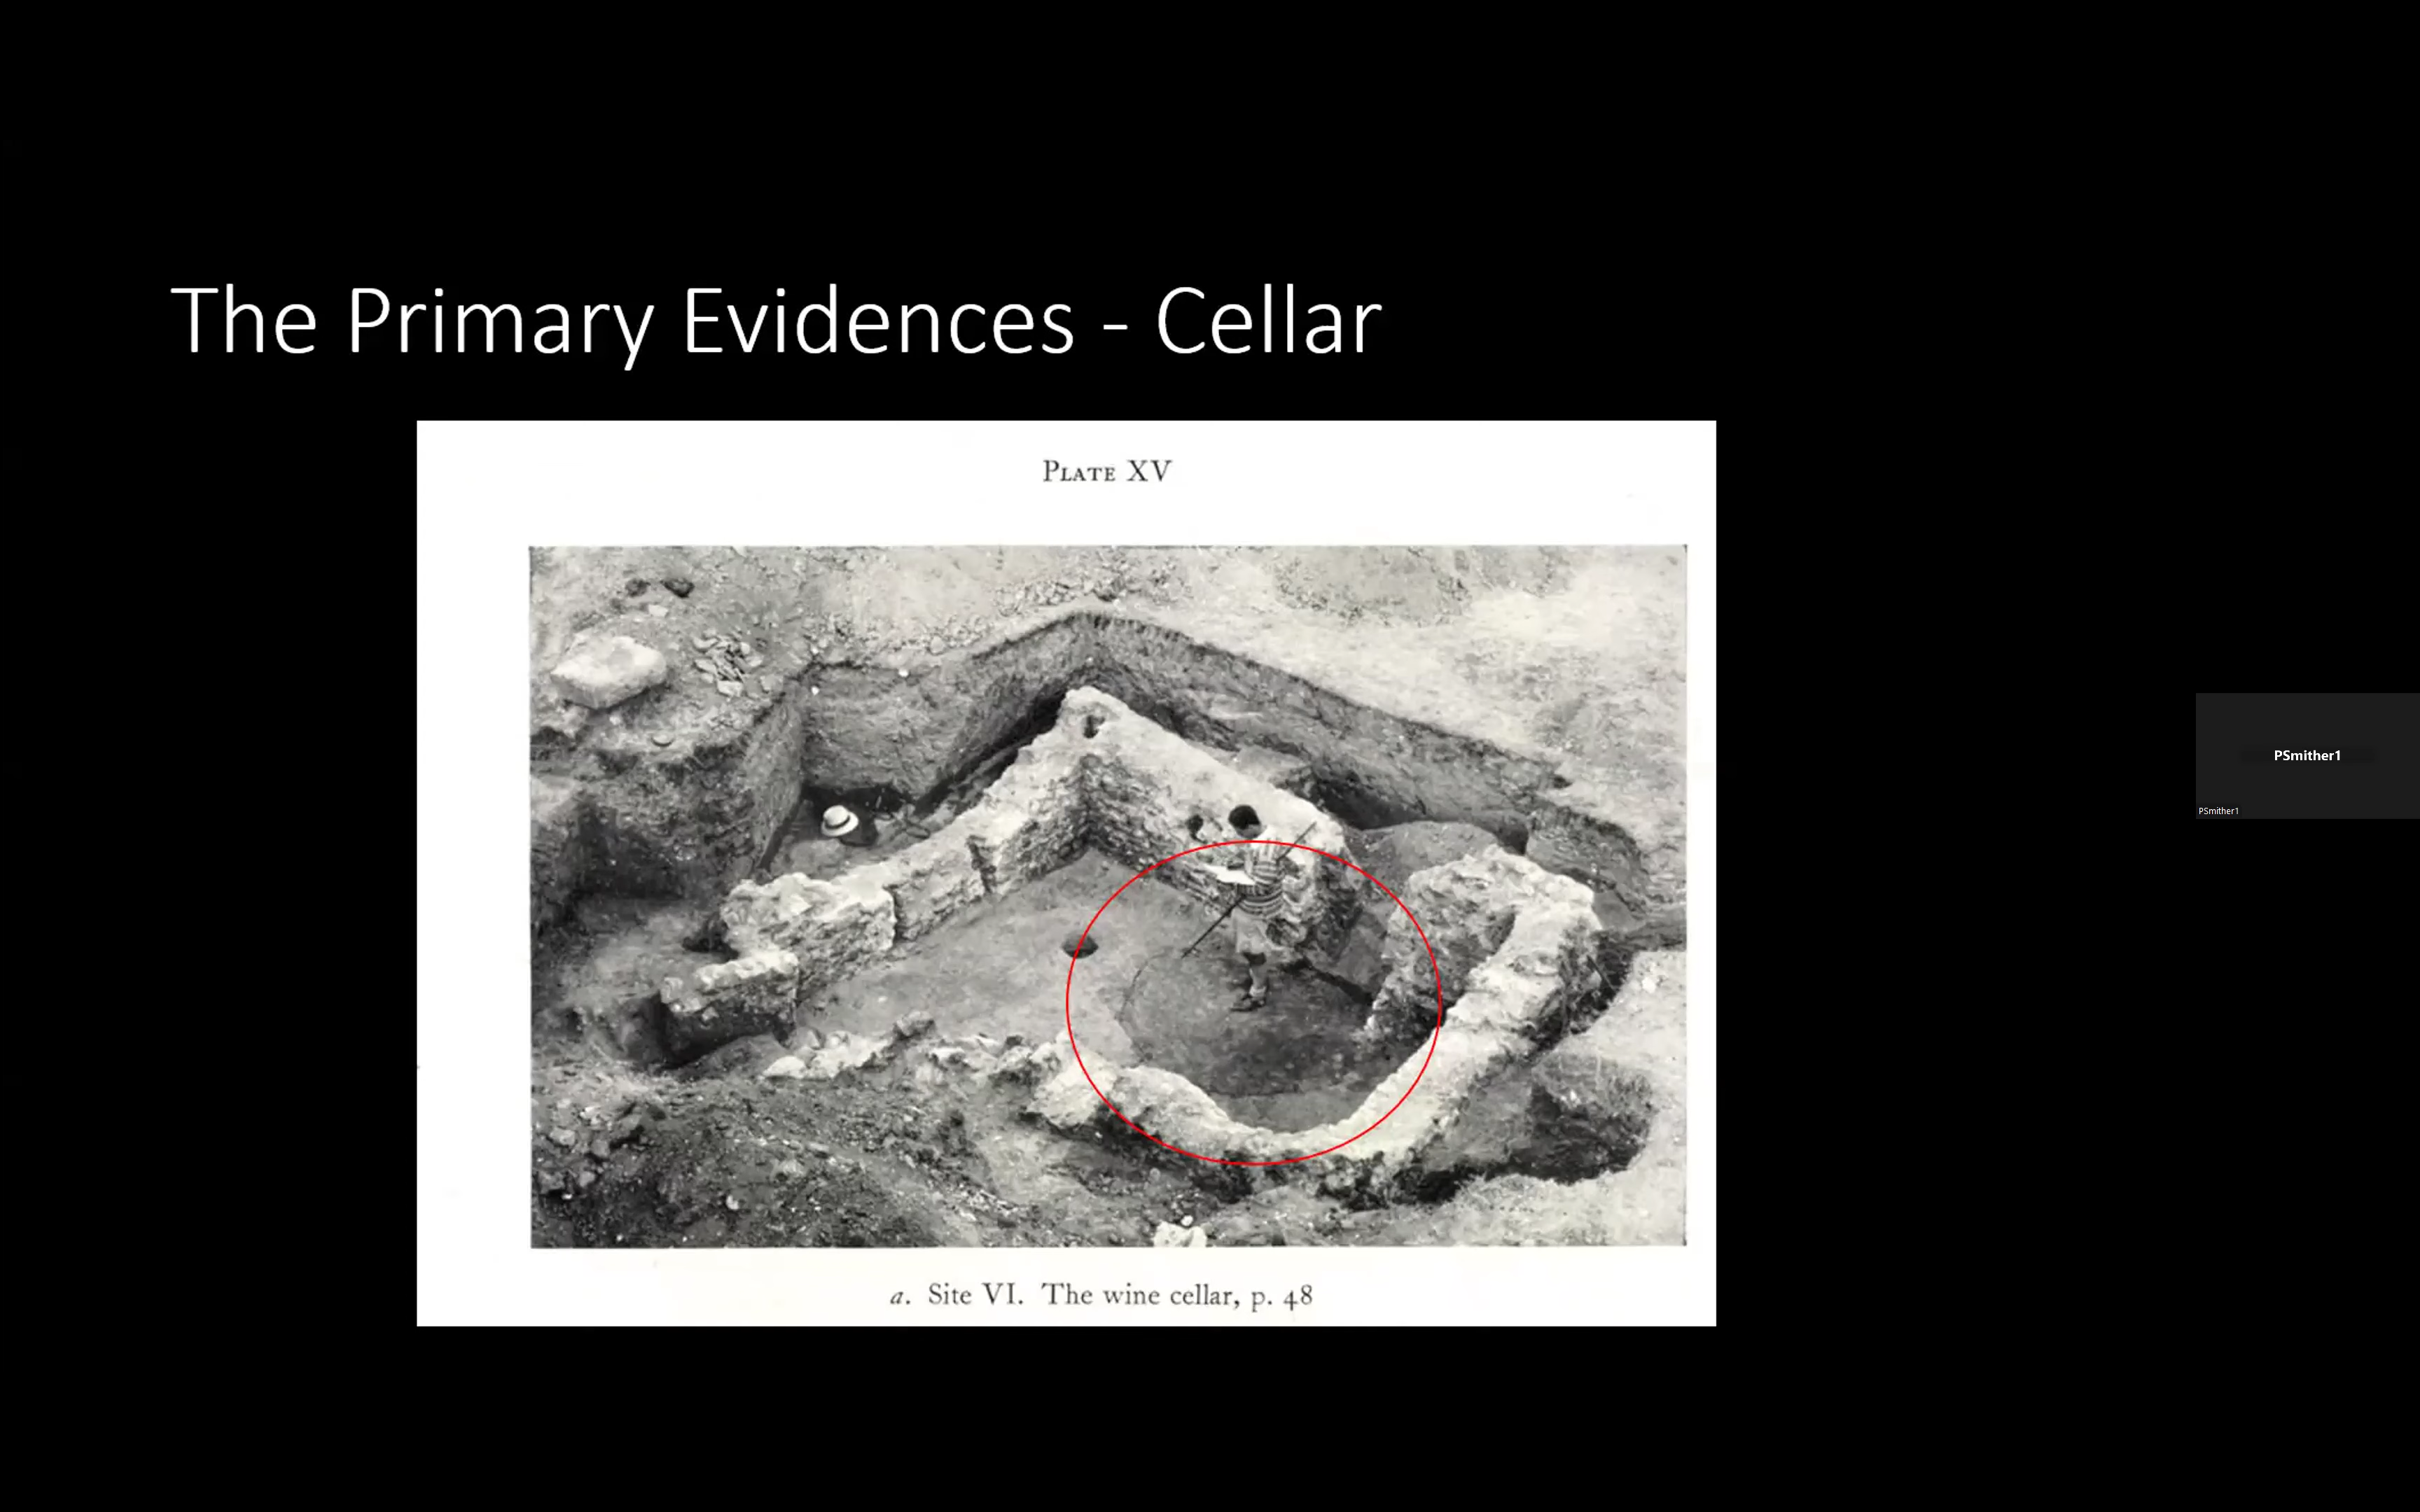 The Primary Evidences - Cellar
PLATE XV
a. Site VI. The wine cellar, p. 48
PSmither1
PSmither1